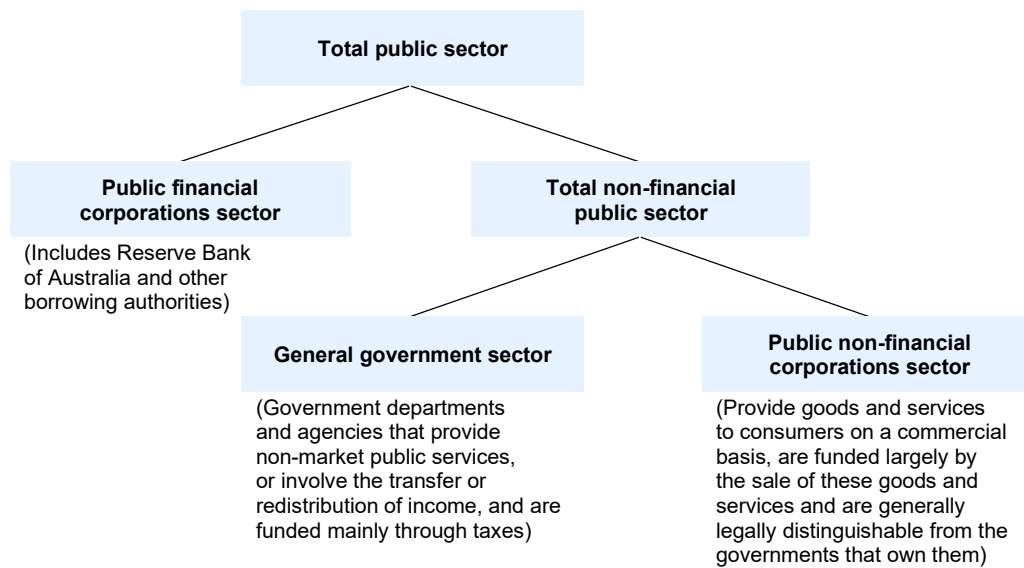 Total public sector
Public financial
corporations sector
(Includes Reserve Bank
of Australia and other
borrowing authorities)
Total non-financial
public sector
General government sector
(Government departments
and agencies that provide
non-market public services,
or involve the transfer or
redistribution of income, and are
funded mainly through taxes)
Public non-financial
corporations sector
(Provide goods and services
to consumers on a commercial
basis, are funded largely by
the sale of these goods and
services and are generally
legally distinguishable from the
governments that own them)